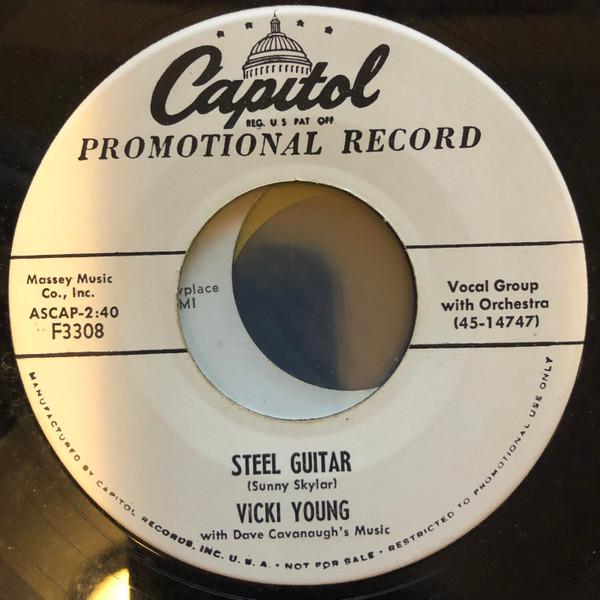 Capitol
REG. U.S. PAT. OFF.
PROMOTIONAL RECORD
Massey Music
Co., Inc.
ASCAP-2:40
F3308
yplace
MI
Vocal Group
with Orchestra
(45-14747)
STEEL GUITAR
(Sunny Skylar)
VICKI YOUNG
with Dave Cavanaugh's Music
MANUFACTURED BY CAPITOL RECORDS, INC. U. S. A. • NOT FOR SALE • RESTRICTED TO PROMOTIONAL USE ONLY